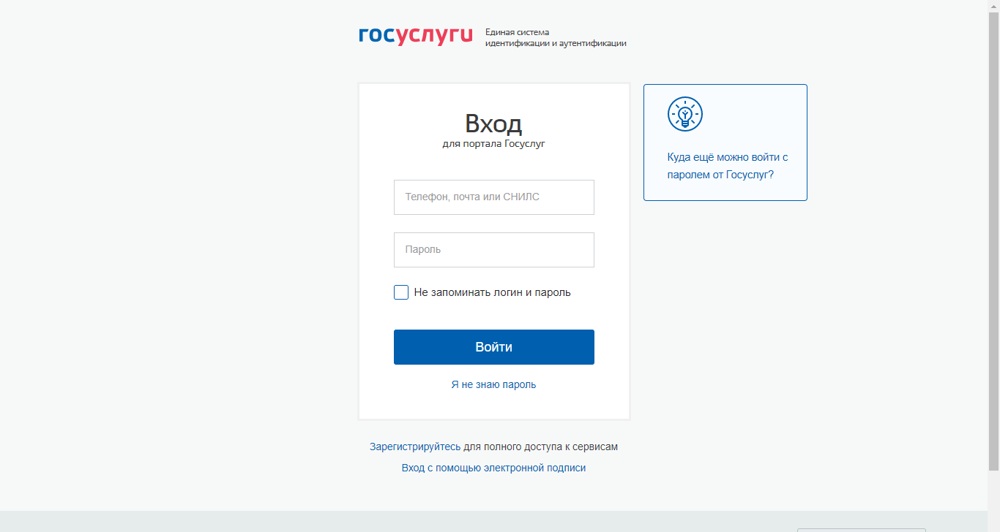 госуслуги
Единая система
идентификации и аутентификации
Вход
для портала Госуслуг
Телефон, почта или СНИЛС
Пароль
Не запоминать логин и пароль
Войти
Я не знаю пароль
Куда ещё можно войти с
паролем от Госуслуг?
Зарегистрируйтесь для полного доступа к сервисам
Вход с помощью электронной подписи